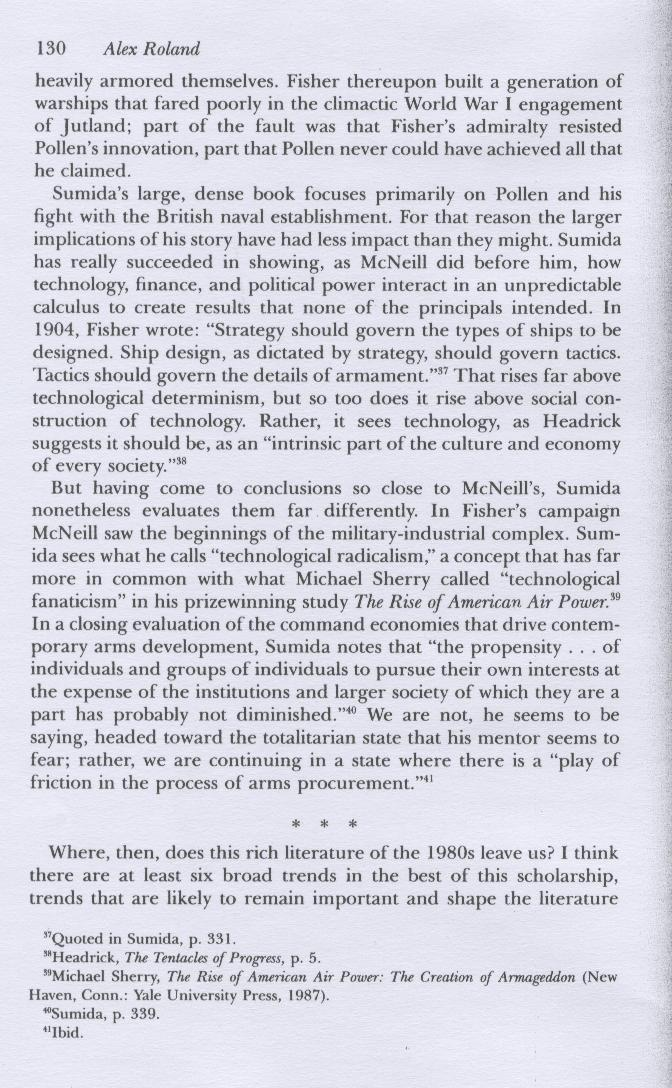 130 Alex Roland
heavily armored themselves. Fisher thereupon built a generation of
warships that fared poorly in the climactic World War I engagement
of Jutland; part of the fault was that Fisher's admiralty resisted
Pollen's innovation, part that Pollen never could have achieved all that
he claimed.
Sumida's large, dense book focuses primarily on Pollen and his
fight with the British naval establishment. For that reason the larger
implications of his story have had less impact than they might. Sumida
has really succeeded in showing, as McNeill did before him, how
technology, finance, and political power interact in an unpredictable
calculus to create results that none of the principals intended. In
1904, Fisher wrote: “Strategy should govern the types of ships to be
designed. Ship design, as dictated by strategy, should govern tactics.
Tactics should govern the details of armament.”³⁷ That rises far above
technological determinism, but so too does it rise above social con-
struction of technology. Rather, it sees technology, as Headrick
suggests it should be, as an “intrinsic part of the culture and economy
of every society.”³⁸
But having come to conclusions so close to McNeill's, Sumida
nonetheless evaluates them far differently. In Fisher's campaign
McNeill saw the beginnings of the military-industrial complex. Sum-
ida sees what he calls “technological radicalism,” a concept that has far
more in common with what Michael Sherry called “technological
fanaticism” in his prizewinning study The Rise of American Air Power.³⁹
In a closing evaluation of the command economies that drive contem-
porary arms development, Sumida notes that “the propensity . . . of
individuals and groups of individuals to pursue their own interests at
the expense of the institutions and larger society of which they are a
part has probably not diminished.”⁴⁰ We are not, he seems to be
saying, headed toward the totalitarian state that his mentor seems to
fear; rather, we are continuing in a state where there is a “play of
friction in the process of arms procurement.”⁴¹
* * *
Where, then, does this rich literature of the 1980s leave us? I think
there are at least six broad trends in the best of this scholarship,
trends that are likely to remain important and shape the literature
³⁷Quoted in Sumida, p. 331.
³⁸Headrick, The Tentacles of Progress, p. 5.
³⁹Michael Sherry, The Rise of American Air Power: The Creation of Armageddon (New
Haven, Conn.: Yale University Press, 1987).
⁴⁰Sumida, p. 339.
⁴¹Ibid.